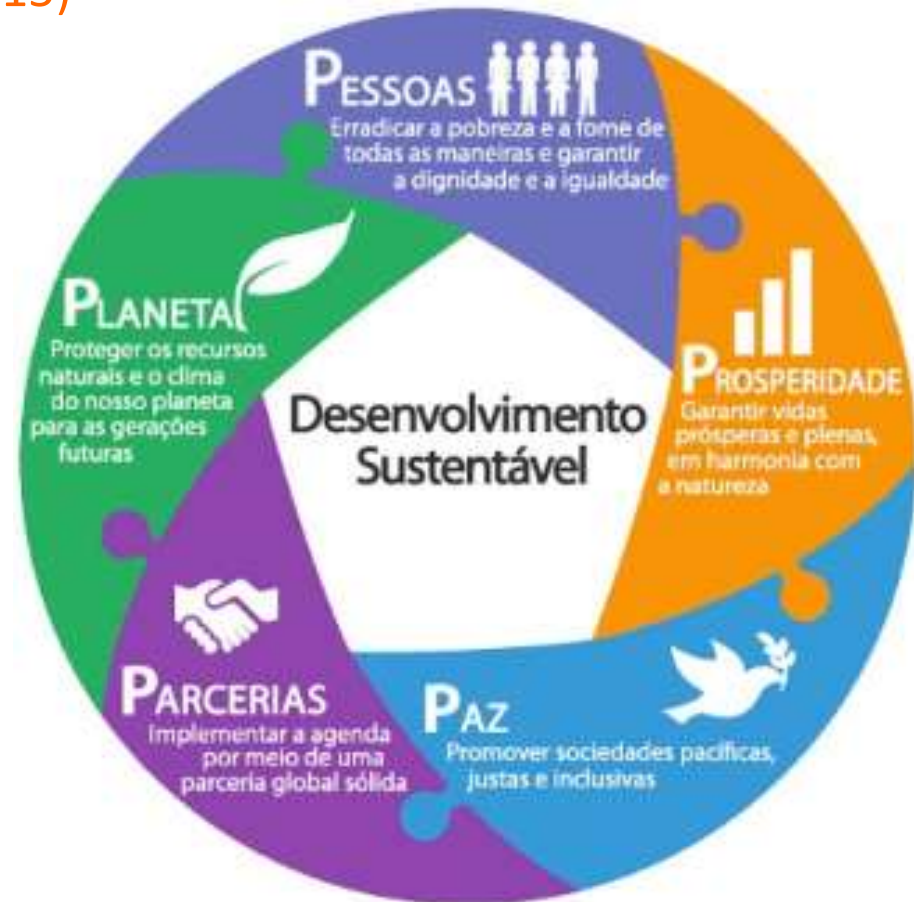 15)
PESSOAS
Erradicar a pobreza e a fome de
todas as maneiras e garantir
a dignidade e a igualdade
PLANETA
Proteger os recursos
naturais e o clima
do nosso planeta
para as gerações
futuras
PROSPERIDADE
Garantir vidas
prósperas e plenas,
em harmonia com
a natureza
Desenvolvimento
Sustentável
PARCERIAS
Implementar a agenda
por meio de uma
parceria global sólida
PAZ
Promover sociedades pacíficas,
justas e inclusivas